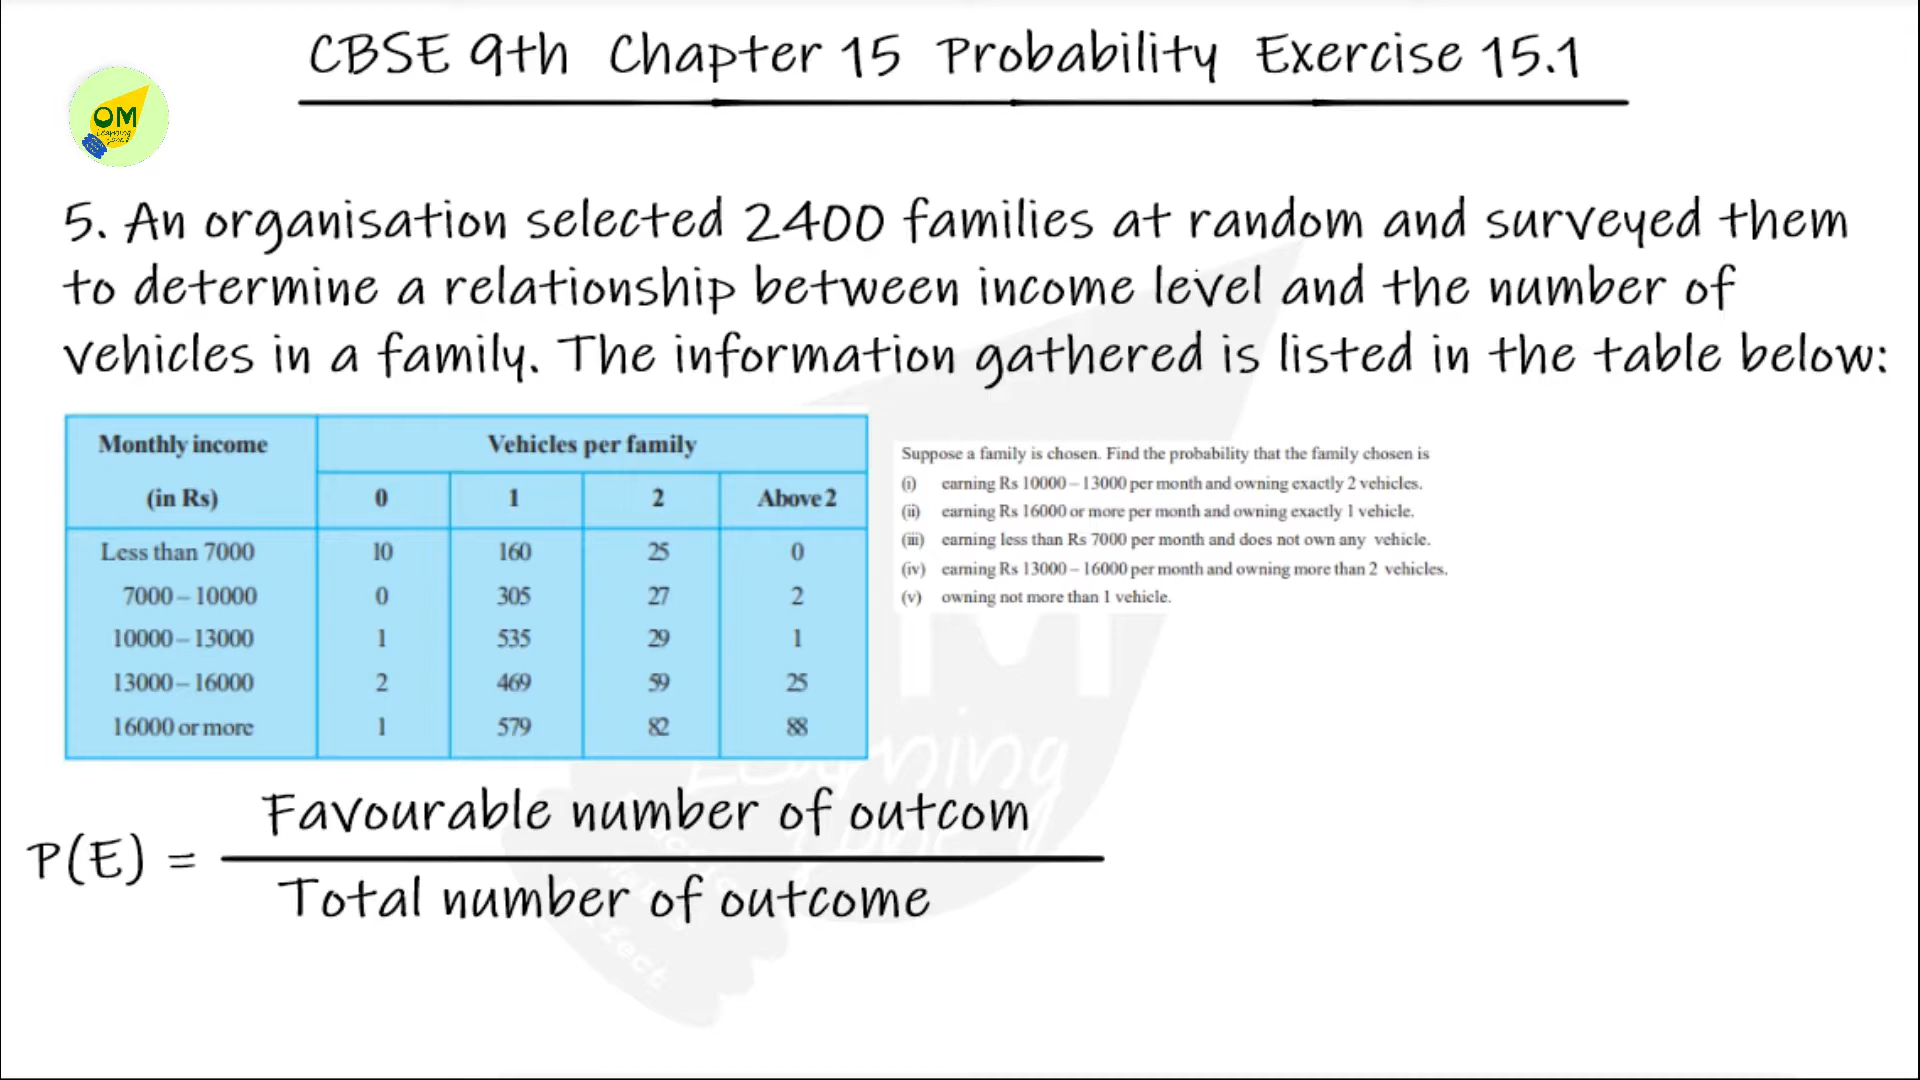 CBSE 9th Chapter 15 Probability Exercise 15.1
OM
Learning
5. An organisation selected 2400 families at random and surveyed them
to determine a relationship between income level and the number of
vehicles in a family. The information gathered is listed in the table below:
Monthly income Vehicles per family
(in Rs) 0 1 2 Above 2
Less than 7000 10 160 25 0
7000 – 10000 0 305 27 2
10000 – 13000 1 535 29 1
13000 – 16000 2 469 59 25
16000 or more 1 579 82 88
Suppose a family is chosen. Find the probability that the family chosen is
(i) earning Rs 10000 – 13000 per month and owning exactly 2 vehicles.
(ii) earning Rs 16000 or more per month and owning exactly 1 vehicle.
(iii) earning less than Rs 7000 per month and does not own any vehicle.
(iv) earning Rs 13000 – 16000 per month and owning more than 2 vehicles.
(v) owning not more than 1 vehicle.
Learning
Favourable number of outcom
P(E) =
Total number of outcome